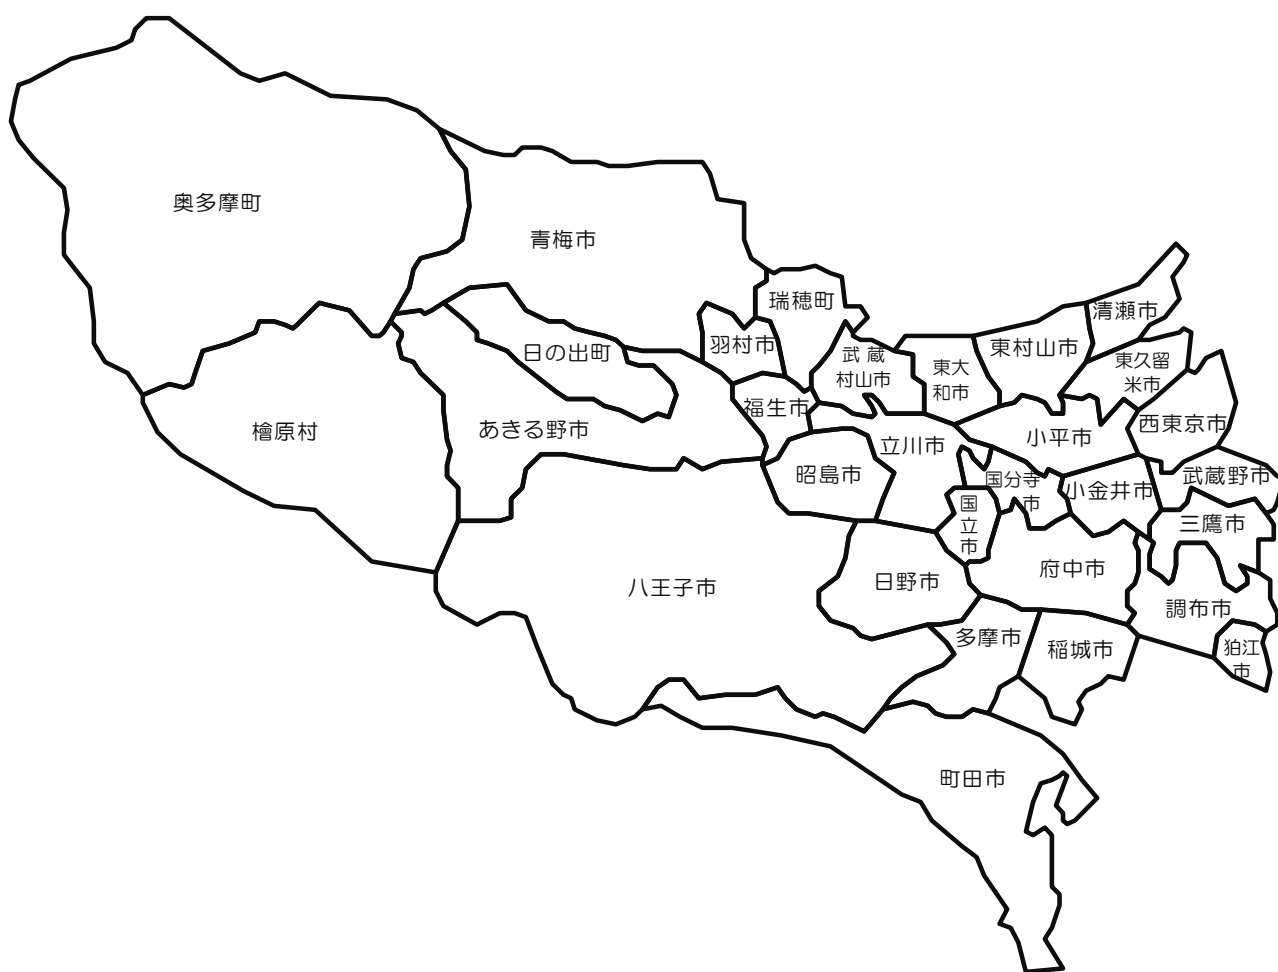 奥多摩町
青梅市
瑞穂町
清瀬市
羽村市
日の出町
武 蔵
村山市
東村山市
東大
和市
東久留
米市
福生市
西東京市
檜原村
あきる野市
立川市
小平市
昭島市
国分寺
市
小金井市
武蔵野市
国
立
市
三鷹市
八王子市
日野市
府中市
調布市
多摩市
稲城市
狛江
市
町田市